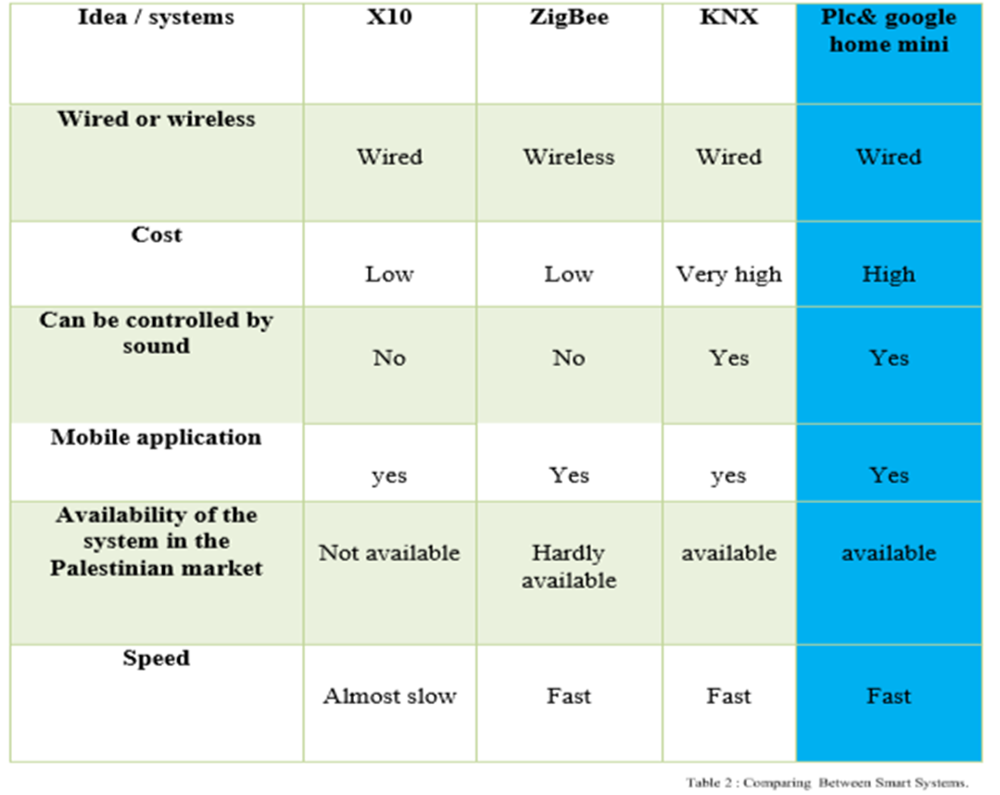 Idea / systems X10 ZigBee KNX Plc& google
home mini
Wired or wireless
Wired Wireless Wired Wired
Cost
Low Low Very high High
Can be controlled by
sound
No No Yes Yes
Mobile application
yes Yes yes Yes
Availability of the
system in the
Palestinian market
Not available Hardly available available available
Speed
Almost slow Fast Fast Fast
Table 2 : Comparing Between Smart Systems.